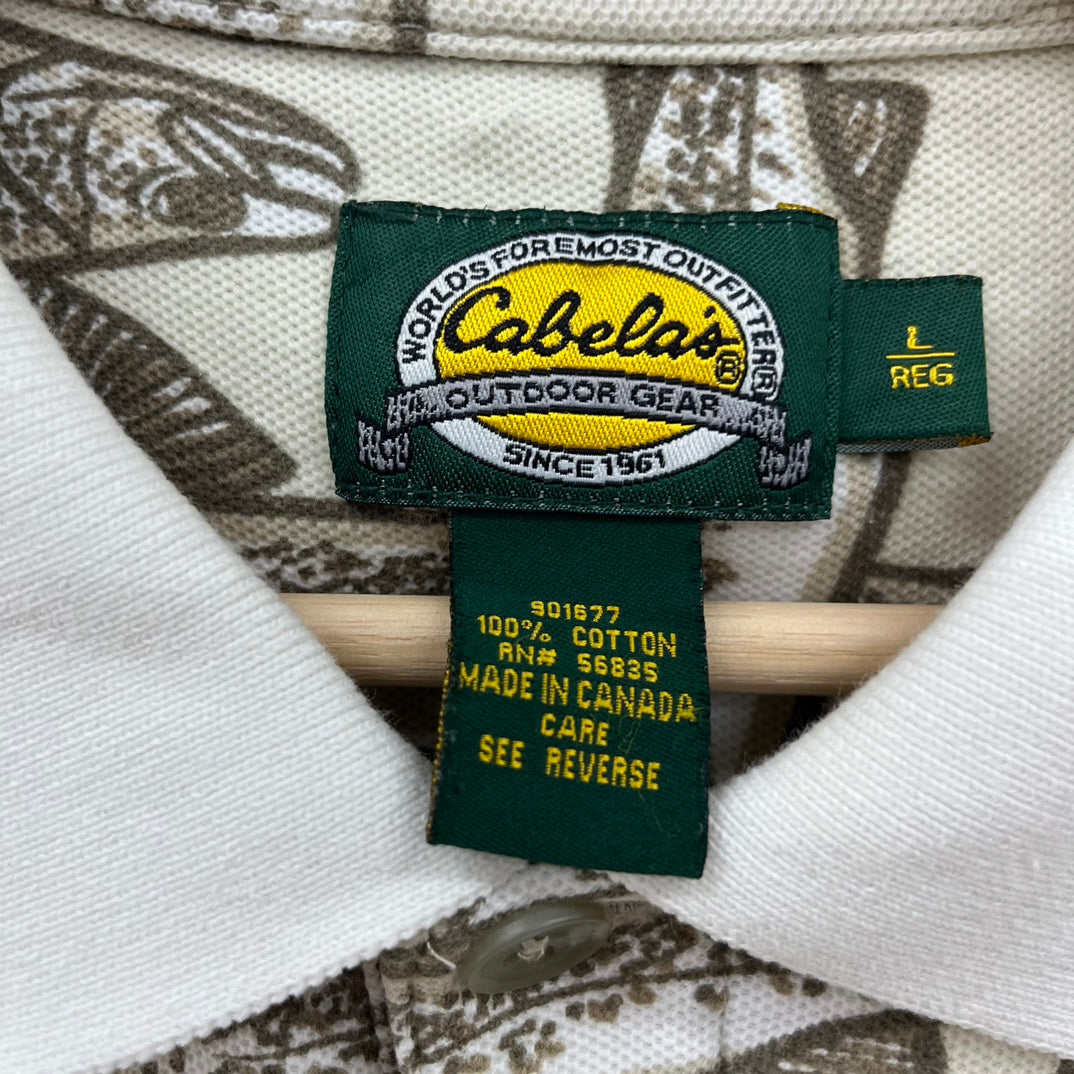 WORLD'S FOREMOST OUTFITTER®
Cabela's®
OUTDOOR GEAR
SINCE 1961
L
REG
901677
100% COTTON
RN# 56835
MADE IN CANADA
CARE
SEE REVERSE